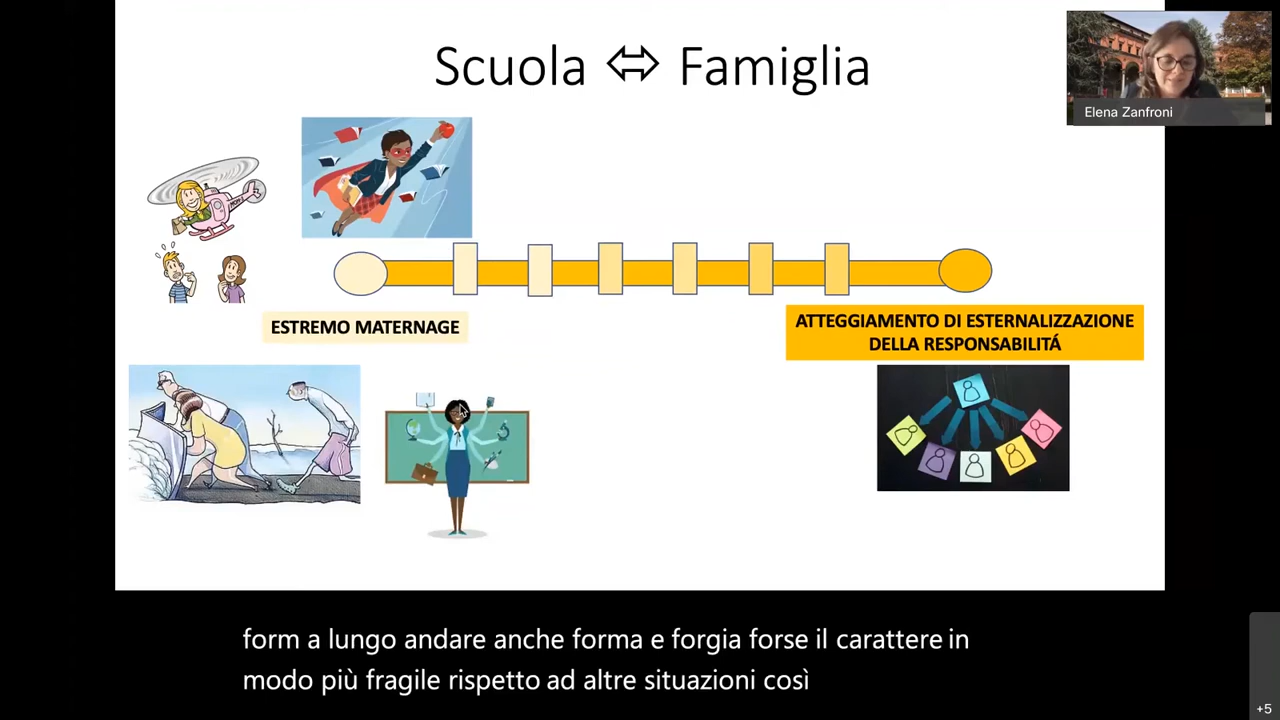 Scuola ⇔ Famiglia
Elena Zanfroni
ESTREMO MATERNAGE
ATTEGGIAMENTO DI ESTERNALIZZAZIONE
DELLA RESPONSABILITÁ
form a lungo andare anche forma e forgia forse il carattere in
modo più fragile rispetto ad altre situazioni così
+5